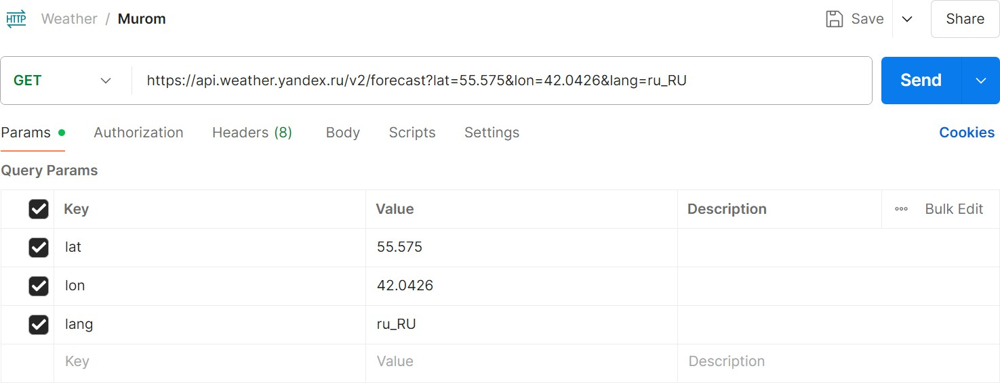 HTTP Weather / Murom Save Share
GET https://api.weather.yandex.ru/v2/forecast?lat=55.575&lon=42.0426&lang=ru_RU Send
Params Authorization Headers (8) Body Scripts Settings Cookies
Query Params
Key Value Description Bulk Edit
lat 55.575
lon 42.0426
lang ru_RU
Key Value Description